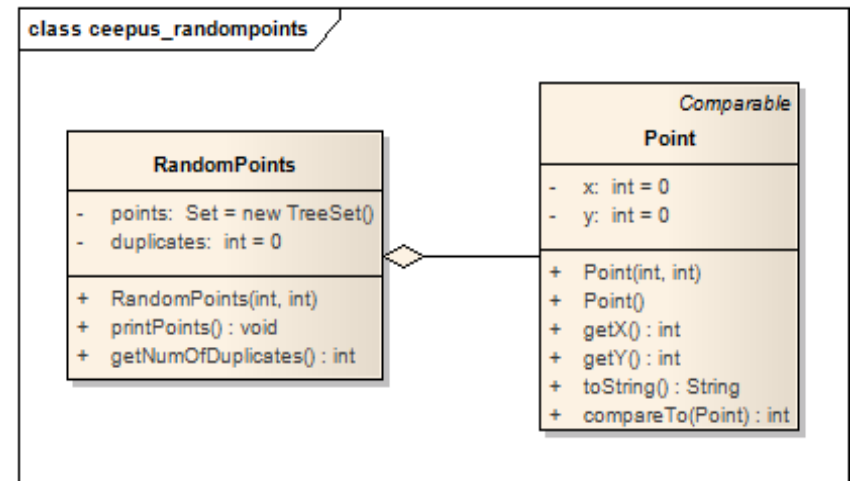 class ceepus_randompoints
RandomPoints
- points: Set = new TreeSet()
- duplicates: int = 0
+ RandomPoints(int, int)
+ printPoints() : void
+ getNumOfDuplicates() : int
Comparable
Point
- x: int = 0
- y: int = 0
+ Point(int, int)
+ Point()
+ getX() : int
+ getY() : int
+ toString() : String
+ compareTo(Point) : int